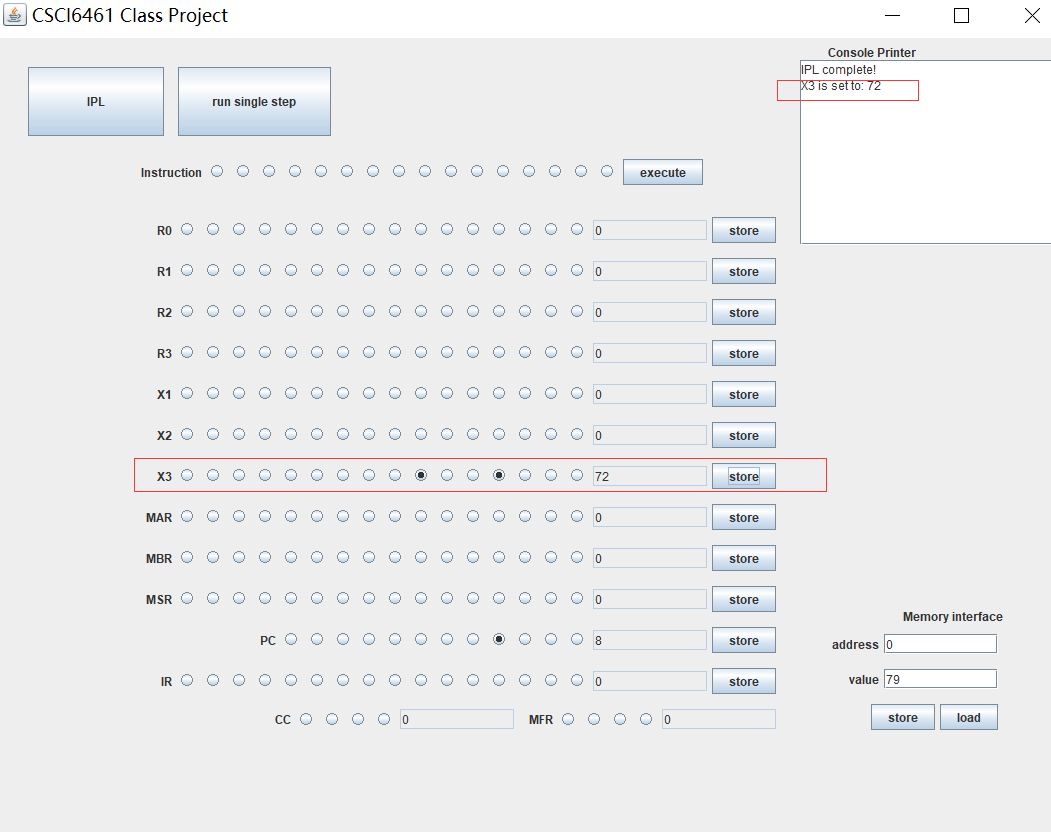 CSCI6461 Class Project
Console Printer
IPL complete!
X3 is set to: 72
IPL
run single step
Instruction execute
R0 0 store
R1 0 store
R2 0 store
R3 0 store
X1 0 store
X2 0 store
X3 72 store
MAR 0 store
MBR 0 store
MSR 0 store
PC 8 store
IR 0 store
CC 0 MFR 0
Memory interface
address 0
value 79
store load